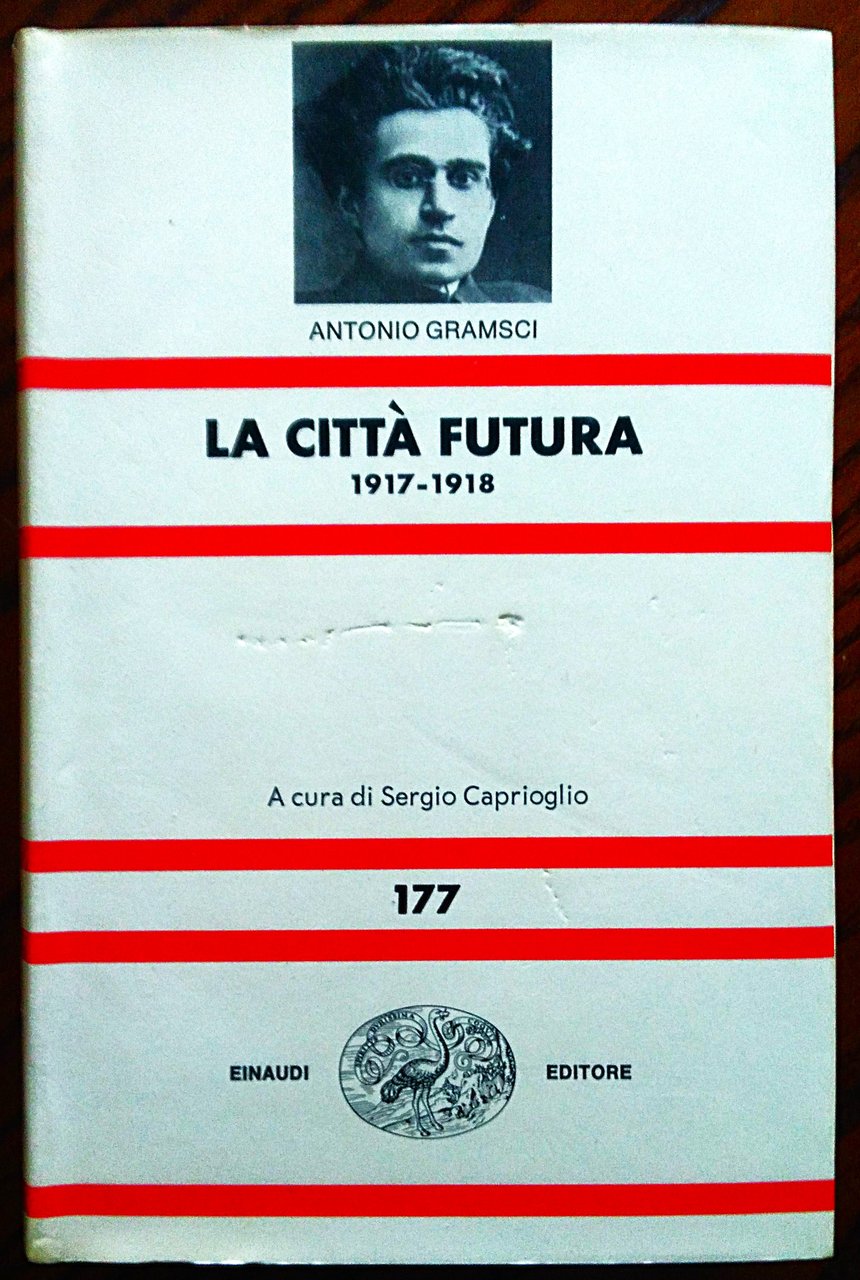 ANTONIO GRAMSCI
LA CITTÀ FUTURA
1917-1918
A cura di Sergio Caprioglio
177
EINAUDI EDITORE